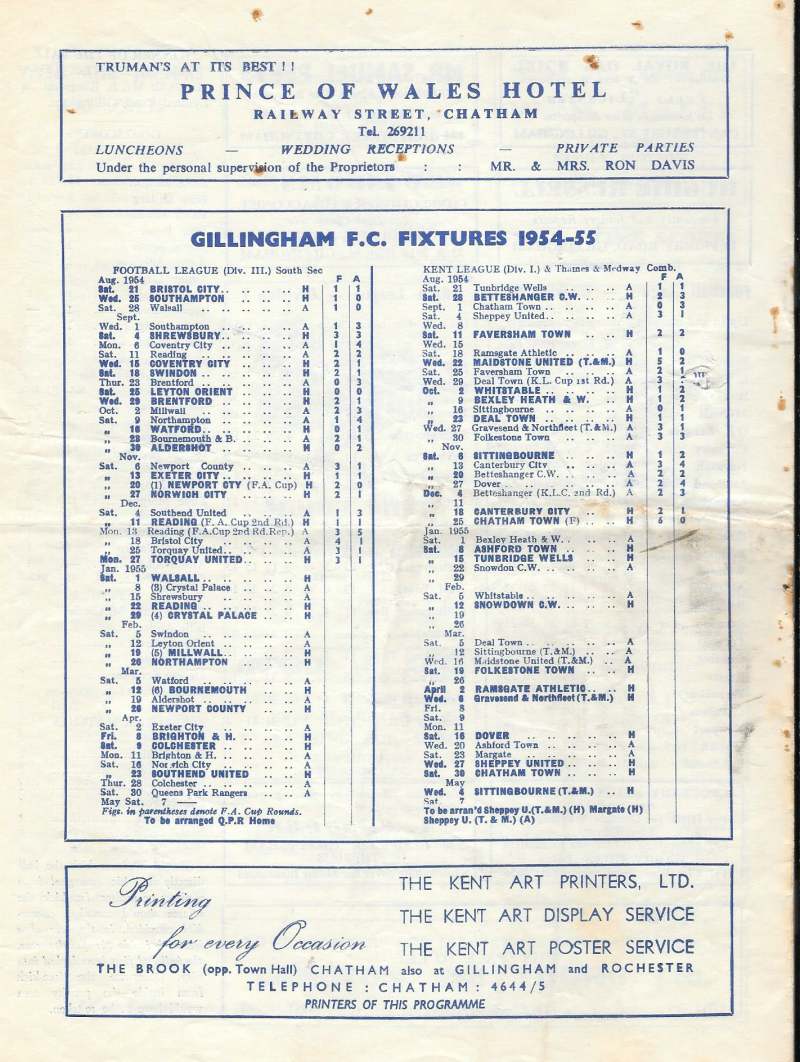 TRUMAN'S AT ITS BEST ! !
PRINCE OF WALES HOTEL
RAILWAY STREET, CHATHAM
Tel. 269211
LUNCHEONS — WEDDING RECEPTIONS — PRIVATE PARTIES
Under the personal supervision of the Proprietors : : MR. & MRS. RON DAVIS
GILLINGHAM F.C. FIXTURES 1954-55
FOOTBALL LEAGUE (Div. III.) South Sec
Aug. 1954 F A
Sat. 21 BRISTOL CITY.. .. .. .. H 1 1
Wed. 25 SOUTHAMPTON .. .. .. H 1 0
Sat. 28 Walsall .. .. .. .. A 1 0
Sept.
Wed. 1 Southampton .. .. .. A 1 3
Sat. 4 SHREWSBURY.. .. .. .. H 3 3
Mon. 6 Coventry City .. .. .. A 1 4
Sat. 11 Reading .. .. .. .. A 2 2
Wed. 15 COVENTRY CITY .. .. .. H 2 1
Sat. 18 SWINDON .. .. .. .. H 2 1
Thur. 23 Brentford .. .. .. .. A 0 3
Sat. 25 LEYTON ORIENT .. .. .. H 0 0
Wed. 29 BRENTFORD .. .. .. .. H 2 1
Oct. 2 Millwall .. .. .. .. A 2 3
Sat. 9 Northampton .. .. .. .. A 1 4
„ 16 WATFORD.. .. .. .. H 0 1
„ 23 Bournemouth & B. .. .. .. A 2 1
„ 30 ALDERSHOT .. .. .. .. H 0 2
Nov.
Sat. 6 Newport County .. .. .. A 3 1
„ 13 EXETER CITY .. .. .. .. H 1 1
„ 20 (1) NEWPORT CTY (F.A. Cup) H 2 0
„ 27 NORWICH CITY .. .. .. H 2 1
Dec.
Sat. 4 Southend United .. .. .. A 1 3
„ 11 READING (F. A. Cup 2nd Rd.) H 1 1
Mon. 13 Reading (F.A.Cup 2nd Rd.Rep.) A 3 5
„ 18 Bristol City .. .. .. .. A 4 1
„ 25 Torquay United.. .. .. .. A 3 1
Mon. 27 TORQUAY UNITED.. .. .. H 3 1
Jan. 1955
Sat. 1 WALSALL .. .. .. .. H
„ 8 (3) Crystal Palace .. .. .. A
„ 15 Shrewsbury .. .. .. .. A
„ 22 READING .. .. .. .. H
„ 29 (4) CRYSTAL PALACE .. .. H
Feb.
Sat. 5 Swindon .. .. .. .. A
„ 12 Leyton Orient .. .. .. .. A
„ 19 (5) MILLWALL .. .. .. H
„ 26 NORTHAMPTON .. .. .. H
Mar.
Sat. 5 Watford .. .. .. .. A
„ 12 (6) BOURNEMOUTH .. .. H
„ 19 Aldershot .. .. .. .. A
„ 26 NEWPORT COUNTY .. .. H
Apr.
Sat. 2 Exeter City .. .. .. .. A
Fri. 8 BRIGHTON & H. .. .. .. H
Sat. 9 COLCHESTER .. .. .. .. H
Mon. 11 Brighton & H. .. .. .. .. A
Sat. 16 Norwich City .. .. .. .. A
„ 23 SOUTHEND UNITED .. .. H
Thur. 28 Colchester .. .. .. .. A
Sat. 30 Queens Park Rangers .. .. A
May Sat. 7 —
Figs. in parentheses denote F.A. Cup Rounds.
To be arranged Q.P.R Home
KENT LEAGUE (Div. I.) & Thames & Medway Comb.
Aug. 1954 F A
Sat. 21 Tunbridge Wells .. .. .. A 1 1
Sat. 28 BETTESHANGER C.W. .. .. H 2 3
Sept. 1 Chatham Town .. .. .. A 0 3
Sat. 4 Sheppey United.. .. .. A 3 1
Wed. 8
Sat. 11 FAVERSHAM TOWN .. .. H 2 2
Wed. 15
Sat. 18 Ramsgate Athletic .. .. .. A 1 0
Wed. 22 MAIDSTONE UNITED (T.&M.) H 5 2
Sat. 25 Faversham Town .. .. .. A 2 1
Wed. 29 Deal Town (K.L. Cup 1st Rd.) A 3
Oct. 2 WHITSTABLE .. .. .. .. H 1 2
„ 9 BEXLEY HEATH & W. .. .. H 1 2
„ 16 Sittingbourne .. .. .. A 0 1
„ 23 DEAL TOWN .. .. .. .. H 1 1
Wed. 27 Gravesend & Northfleet (T.&M.) A 3 1
„ 30 Folkestone Town .. .. .. A 3 3
Nov.
Sat. 6 SITTINGBOURNE .. .. .. H 1 2
„ 13 Canterbury City .. .. .. A 3 4
„ 20 Betteshanger C.W. .. .. .. A 2 2
„ 27 Dover .. .. .. .. A 2 4
Dec. 4 Betteshanger (K.L.C. 2nd Rd.) A 2 3
„ 11
„ 18 CANTERBURY CITY .. .. H 2 1
„ 25 CHATHAM TOWN (F) .. .. H 6 0
Jan. 1955
Sat. 1 Bexley Heath & W. .. .. .. A
Sat. 8 ASHFORD TOWN .. .. .. H
„ 15 TUNBRIDGE WELLS .. .. H
„ 22 Snowdon C.W. .. .. .. A
„ 29
Feb.
Sat. 5 Whitstable .. .. .. .. A
„ 12 SNOWDOWN C.W. .. .. .. H
„ 19
„ 26
Mar.
Sat. 5 Deal Town .. .. .. .. A
„ 12 Sittingbourne (T.&M.) .. .. A
Wed. 16 Maidstone United (T.&M.) .. A
Sat. 19 FOLKESTONE TOWN .. .. H
„ 26
April 2 RAMSGATE ATHLETIC.. .. H
Wed. 6 Gravesend & Northfleet (T.&M.) H
Fri. 8
Sat. 9
Mon. 11
Sat. 16 DOVER .. .. .. .. H
Wed. 20 Ashford Town .. .. .. A
Sat. 23 Margate .. .. .. .. A
Wed. 27 SHEPPEY UNITED .. .. .. H
Sat. 30 CHATHAM TOWN .. .. .. H
May
Wed. 4 SITTINGBOURNE (T.&M.) .. H
Sat. 7
To be arran'd Sheppey U.(T.&M.) (H) Margate (H)
Sheppey U. (T. & M.) (A)
Printing
for every Occasion
THE KENT ART PRINTERS, LTD.
THE KENT ART DISPLAY SERVICE
THE KENT ART POSTER SERVICE
THE BROOK (opp. Town Hall) CHATHAM also at GILLINGHAM and ROCHESTER
TELEPHONE : CHATHAM : 4644/5
PRINTERS OF THIS PROGRAMME